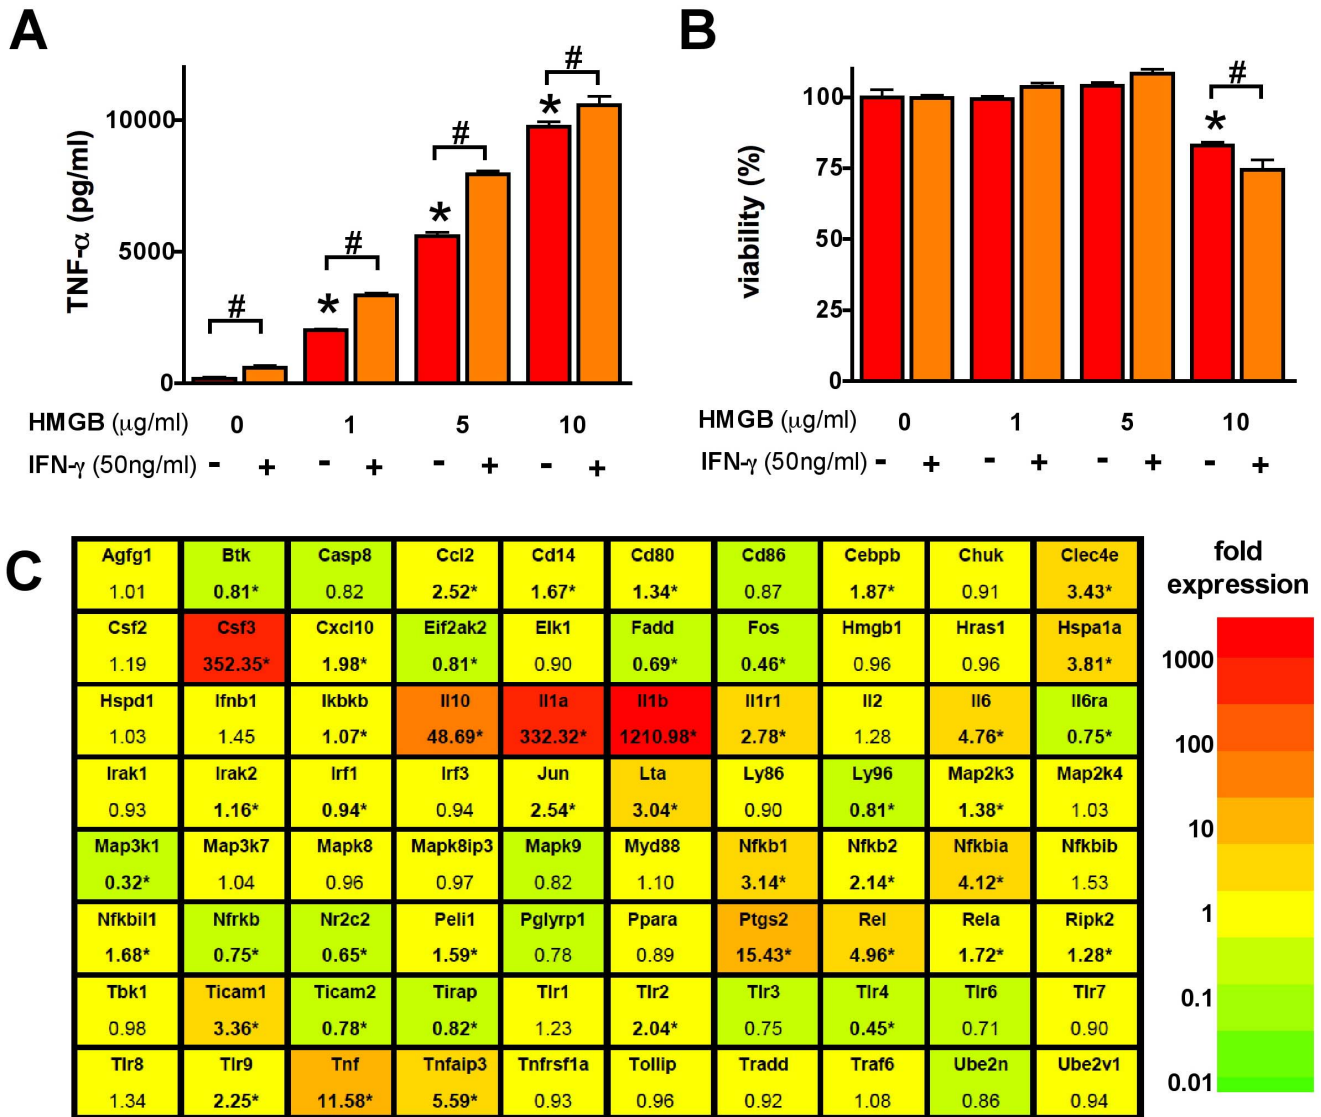 A
#
#
#
#
*
*
*
10000
5000
0
TNF-α (pg/ml)
HMGB (μg/ml) 0 1 5 10
IFN-γ (50ng/ml) - + - + - + - +
B
#
*
100
75
50
25
0
viability (%)
HMGB (μg/ml) 0 1 5 10
IFN-γ (50ng/ml) - + - + - + - +
C
Agfg1 Btk Casp8 Ccl2 Cd14 Cd80 Cd86 Cebpb Chuk Clec4e
1.01 0.81* 0.82 2.52* 1.67* 1.34* 0.87 1.87* 0.91 3.43*
Csf2 Csf3 Cxcl10 Eif2ak2 Elk1 Fadd Fos Hmgb1 Hras1 Hspa1a
1.19 352.35* 1.98* 0.81* 0.90 0.69* 0.46* 0.96 0.96 3.81*
Hspd1 Ifnb1 Ikbkb Il10 Il1a Il1b Il1r1 Il2 Il6 Il6ra
1.03 1.45 1.07* 48.69* 332.32* 1210.98* 2.78* 1.28 4.76* 0.75*
Irak1 Irak2 Irf1 Irf3 Jun Lta Ly86 Ly96 Map2k3 Map2k4
0.93 1.16* 0.94* 0.94 2.54* 3.04* 0.90 0.81* 1.38* 1.03
Map3k1 Map3k7 Mapk8 Mapk8ip3 Mapk9 Myd88 Nfkb1 Nfkb2 Nfkbia Nfkbib
0.32* 1.04 0.96 0.97 0.82 1.10 3.14* 2.14* 4.12* 1.53
Nfkbil1 Nfrkb Nr2c2 Peli1 Pglyrp1 Ppara Ptgs2 Rel Rela Ripk2
1.68* 0.75* 0.65* 1.59* 0.78 0.89 15.43* 4.96* 1.72* 1.28*
Tbk1 Ticam1 Ticam2 Tirap Tlr1 Tlr2 Tlr3 Tlr4 Tlr6 Tlr7
0.98 3.36* 0.78* 0.82* 1.23 2.04* 0.75 0.45* 0.71 0.90
Tlr8 Tlr9 Tnf Tnfaip3 Tnfrsf1a Tollip Tradd Traf6 Ube2n Ube2v1
1.34 2.25* 11.58* 5.59* 0.93 0.96 0.92 1.08 0.86 0.94
fold
expression
1000
100
10
1
0.1
0.01